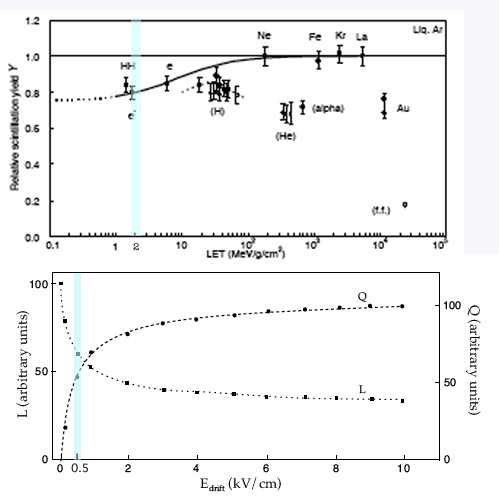 Liq. Ar
Relative scintillation yield Y
1.2
1.0
0.8
0.6
0.4
0.2
0.0
Ne
Fe
Kr
La
HH
e
e⁻
(H)
(He)
(alpha)
Au
(f.f.)
0.1
1
2
10
10²
10³
10⁴
10⁵
LET (MeV/g/cm²)
L (arbitrary units)
100
50
0
Q
L
100
50
0
Q (arbitrary units)
0
0.5
2
4
6
8
10
E_drift (kV/cm)